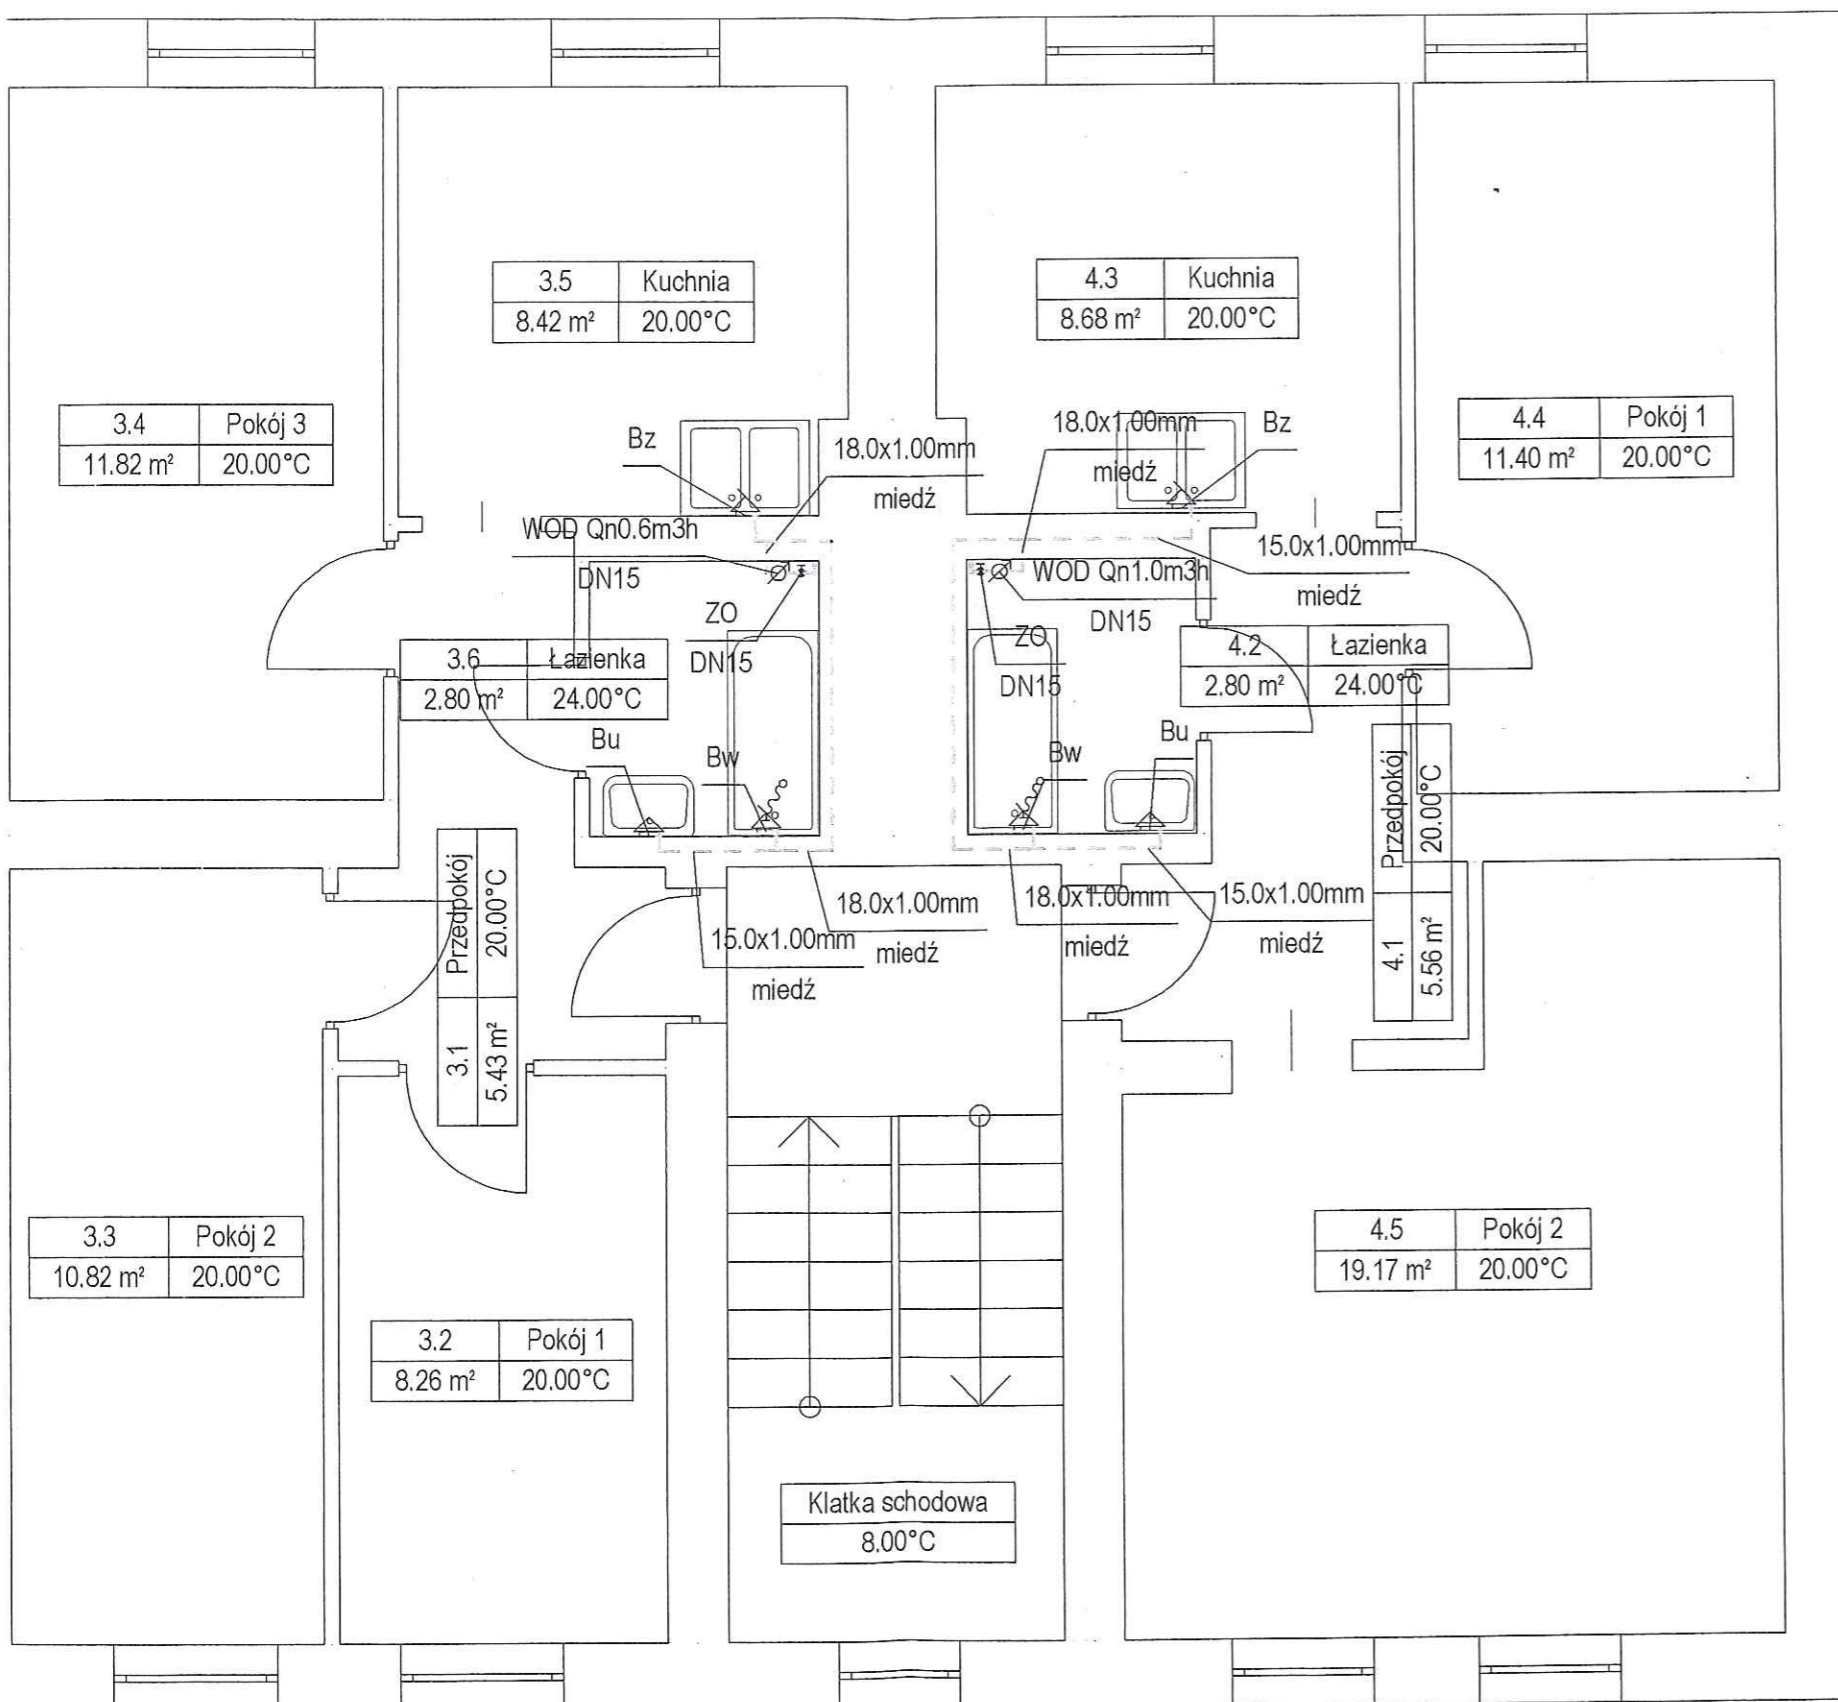 3.5 Kuchnia
8.42 m² 20.00°C
4.3 Kuchnia
8.68 m² 20.00°C
3.4 Pokój 3
11.82 m² 20.00°C
4.4 Pokój 1
11.40 m² 20.00°C
Bz
18.0x1.00mm
miedź
18.0x1.00mm
miedź
Bz
WOD Qn0.6m3h
DN15
WOD Qn1.0m3h
DN15
15.0x1.00mm
miedź
ZO
DN15
ZO
DN15
3.6 Łazienka
2.80 m² 24.00°C
4.2 Łazienka
2.80 m² 24.00°C
Bu
Bw
Bw
Bu
3.1 Przedpokój
5.43 m² 20.00°C
4.1 Przedpokój
5.56 m² 20.00°C
15.0x1.00mm
miedź
18.0x1.00mm
miedź
18.0x1.00mm
miedź
15.0x1.00mm
miedź
3.3 Pokój 2
10.82 m² 20.00°C
4.5 Pokój 2
19.17 m² 20.00°C
3.2 Pokój 1
8.26 m² 20.00°C
Klatka schodowa
8.00°C